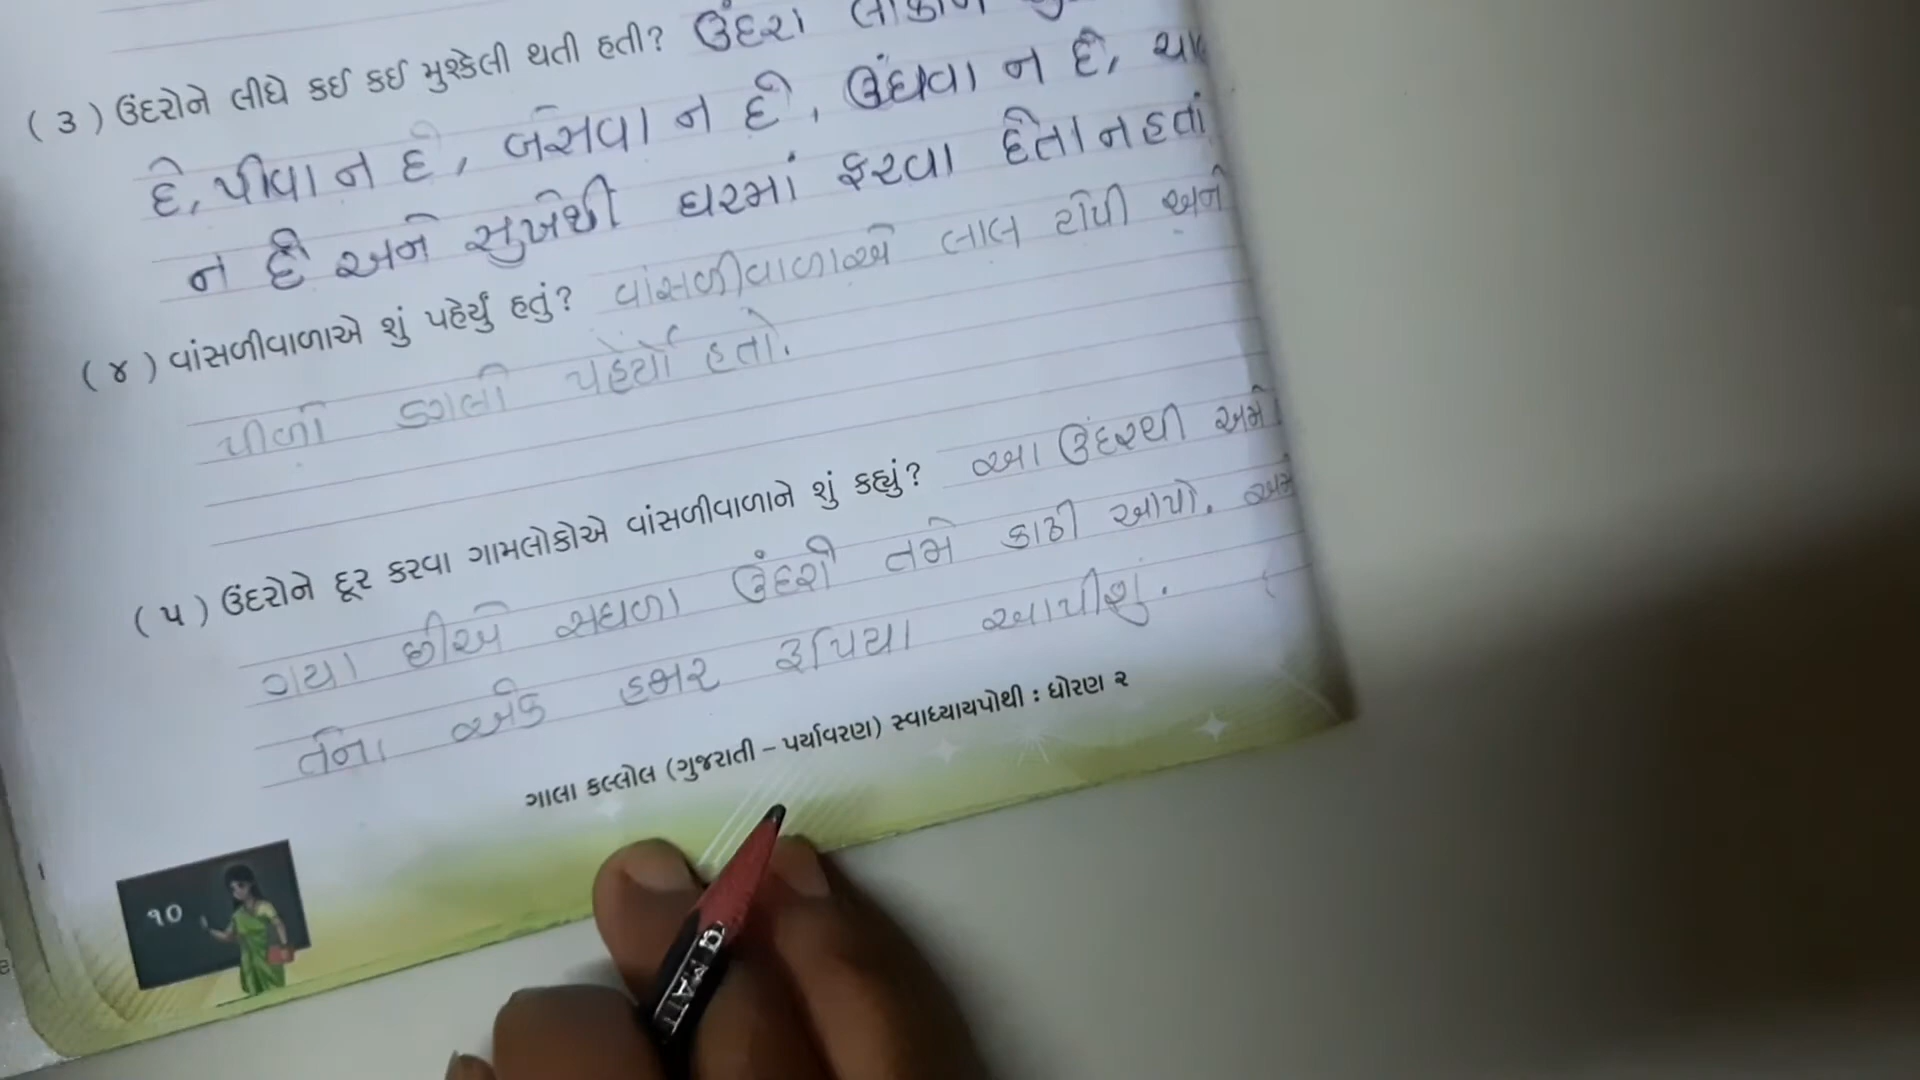 (૩) ઉંદરોને લીધે કઈ કઈ મુશ્કેલી થતી હતી? ઉંદરો
દે, પીવા ન દે, બેસવા ન દે, ઉંઘવા ન દે,
ન દે અને સુખેથી ઘરમાં ફરવા દેતા ન હતાં
(૪) વાંસળીવાળાએ શું પહેર્યું હતું? વાંસળીવાળાએ લાલ ટોપી અને
પીળો ડગલો પહેર્યો હતો.
(૫) ઉંદરોને દૂર કરવા ગામલોકોએ વાંસળીવાળાને શું કહ્યું? આ ઉંદરથી અમે
ગયા છીએ સઘળા ઉંદરો તમે કાઢી આપો. અમે
તેના એક હજાર રૂપિયા આપીશું.
ગાલા કલ્લોલ (ગુજરાતી – પર્યાવરણ) સ્વાધ્યાયપોથી : ધોરણ ૨
૧૦